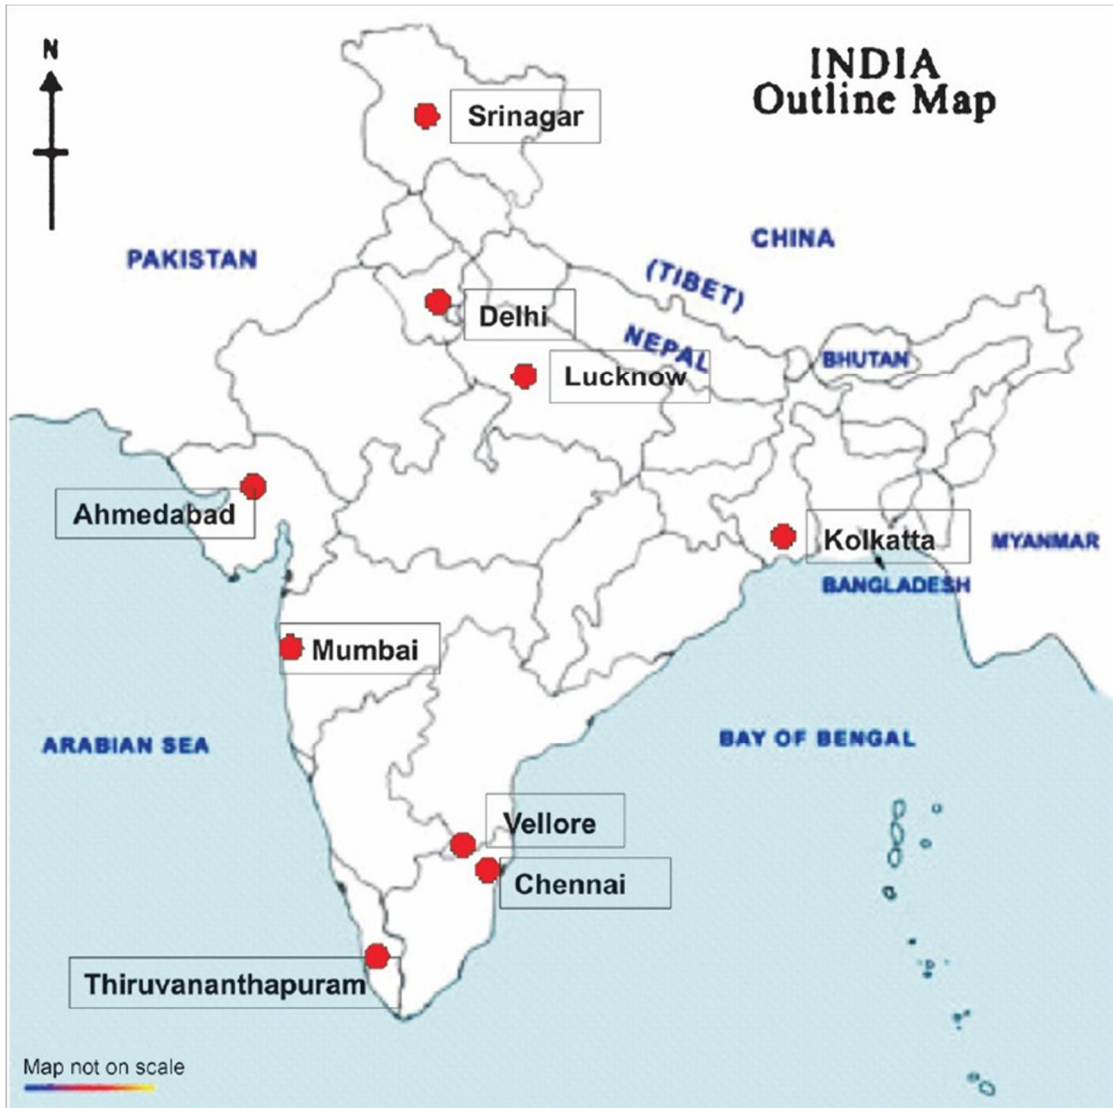 N
INDIA
Outline Map
Srinagar
CHINA
PAKISTAN
(TIBET)
Delhi
NEPAL
BHUTAN
Lucknow
Ahmedabad
Kolkatta
MYANMAR
BANGLADESH
Mumbai
ARABIAN SEA
BAY OF BENGAL
Vellore
Chennai
Thiruvananthapuram
Map not on scale